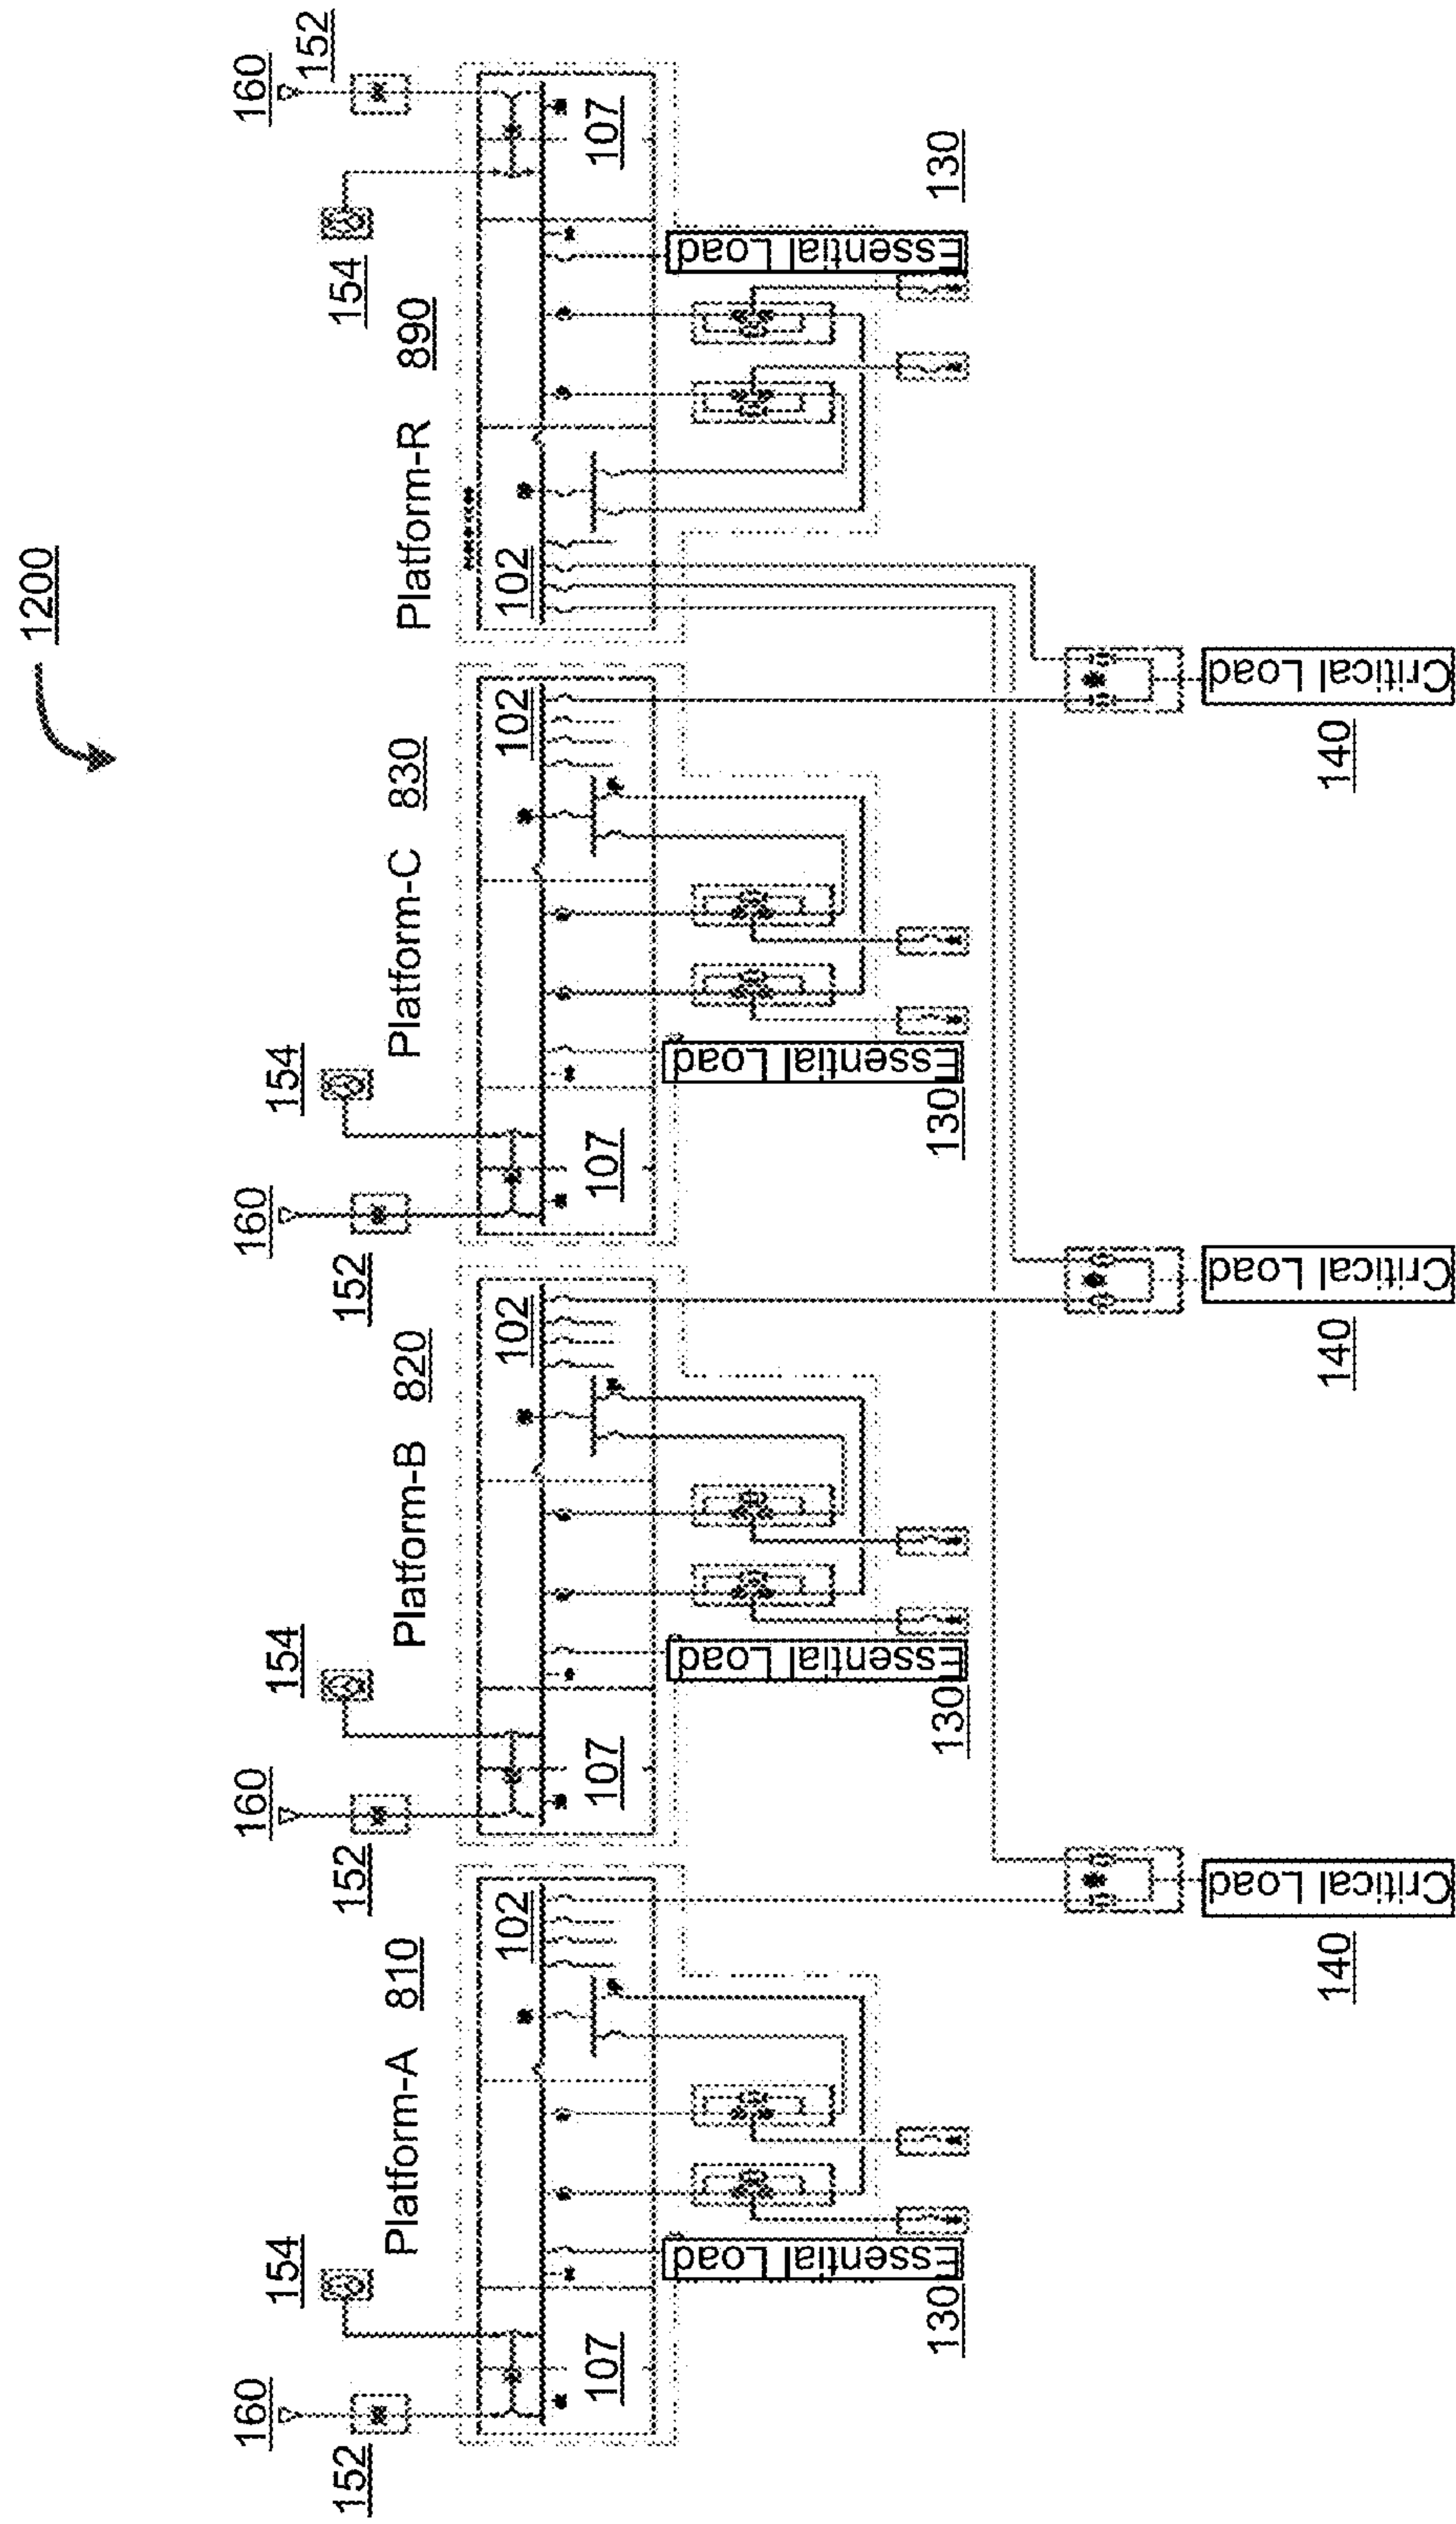 1200
160
160
160
160
154
154
154
152
152
152
152
154
Platform-A 810
Platform-B 820
Platform-C 830
Platform-R 890
102
102
102
102
107
107
107
107
Essential Load
Essential Load
Essential Load
Essential Load
130
130
130
130
Critical Load
Critical Load
Critical Load
140
140
140